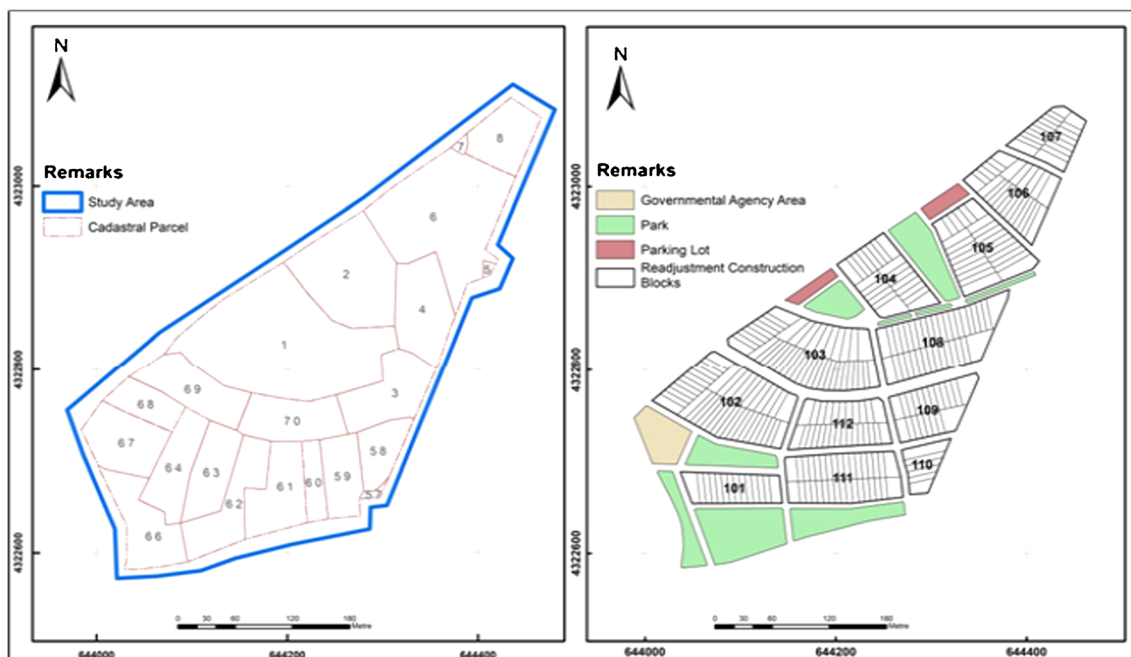 N
Remarks
Study Area
Cadastral Parcel
4323000
4322800
4322600
8
7
6
2
5
4
1
3
69
68
70
67
64
63
58
61
60
59
57
62
66
0 30 60 120 180
Metre
644000 644200 644400
N
Remarks
Governmental Agency Area
Park
Parking Lot
Readjustment Construction
Blocks
4323000
4322800
4322600
107
106
105
104
108
103
102
109
112
110
111
101
0 30 60 120 180
Metre
644000 644200 644400